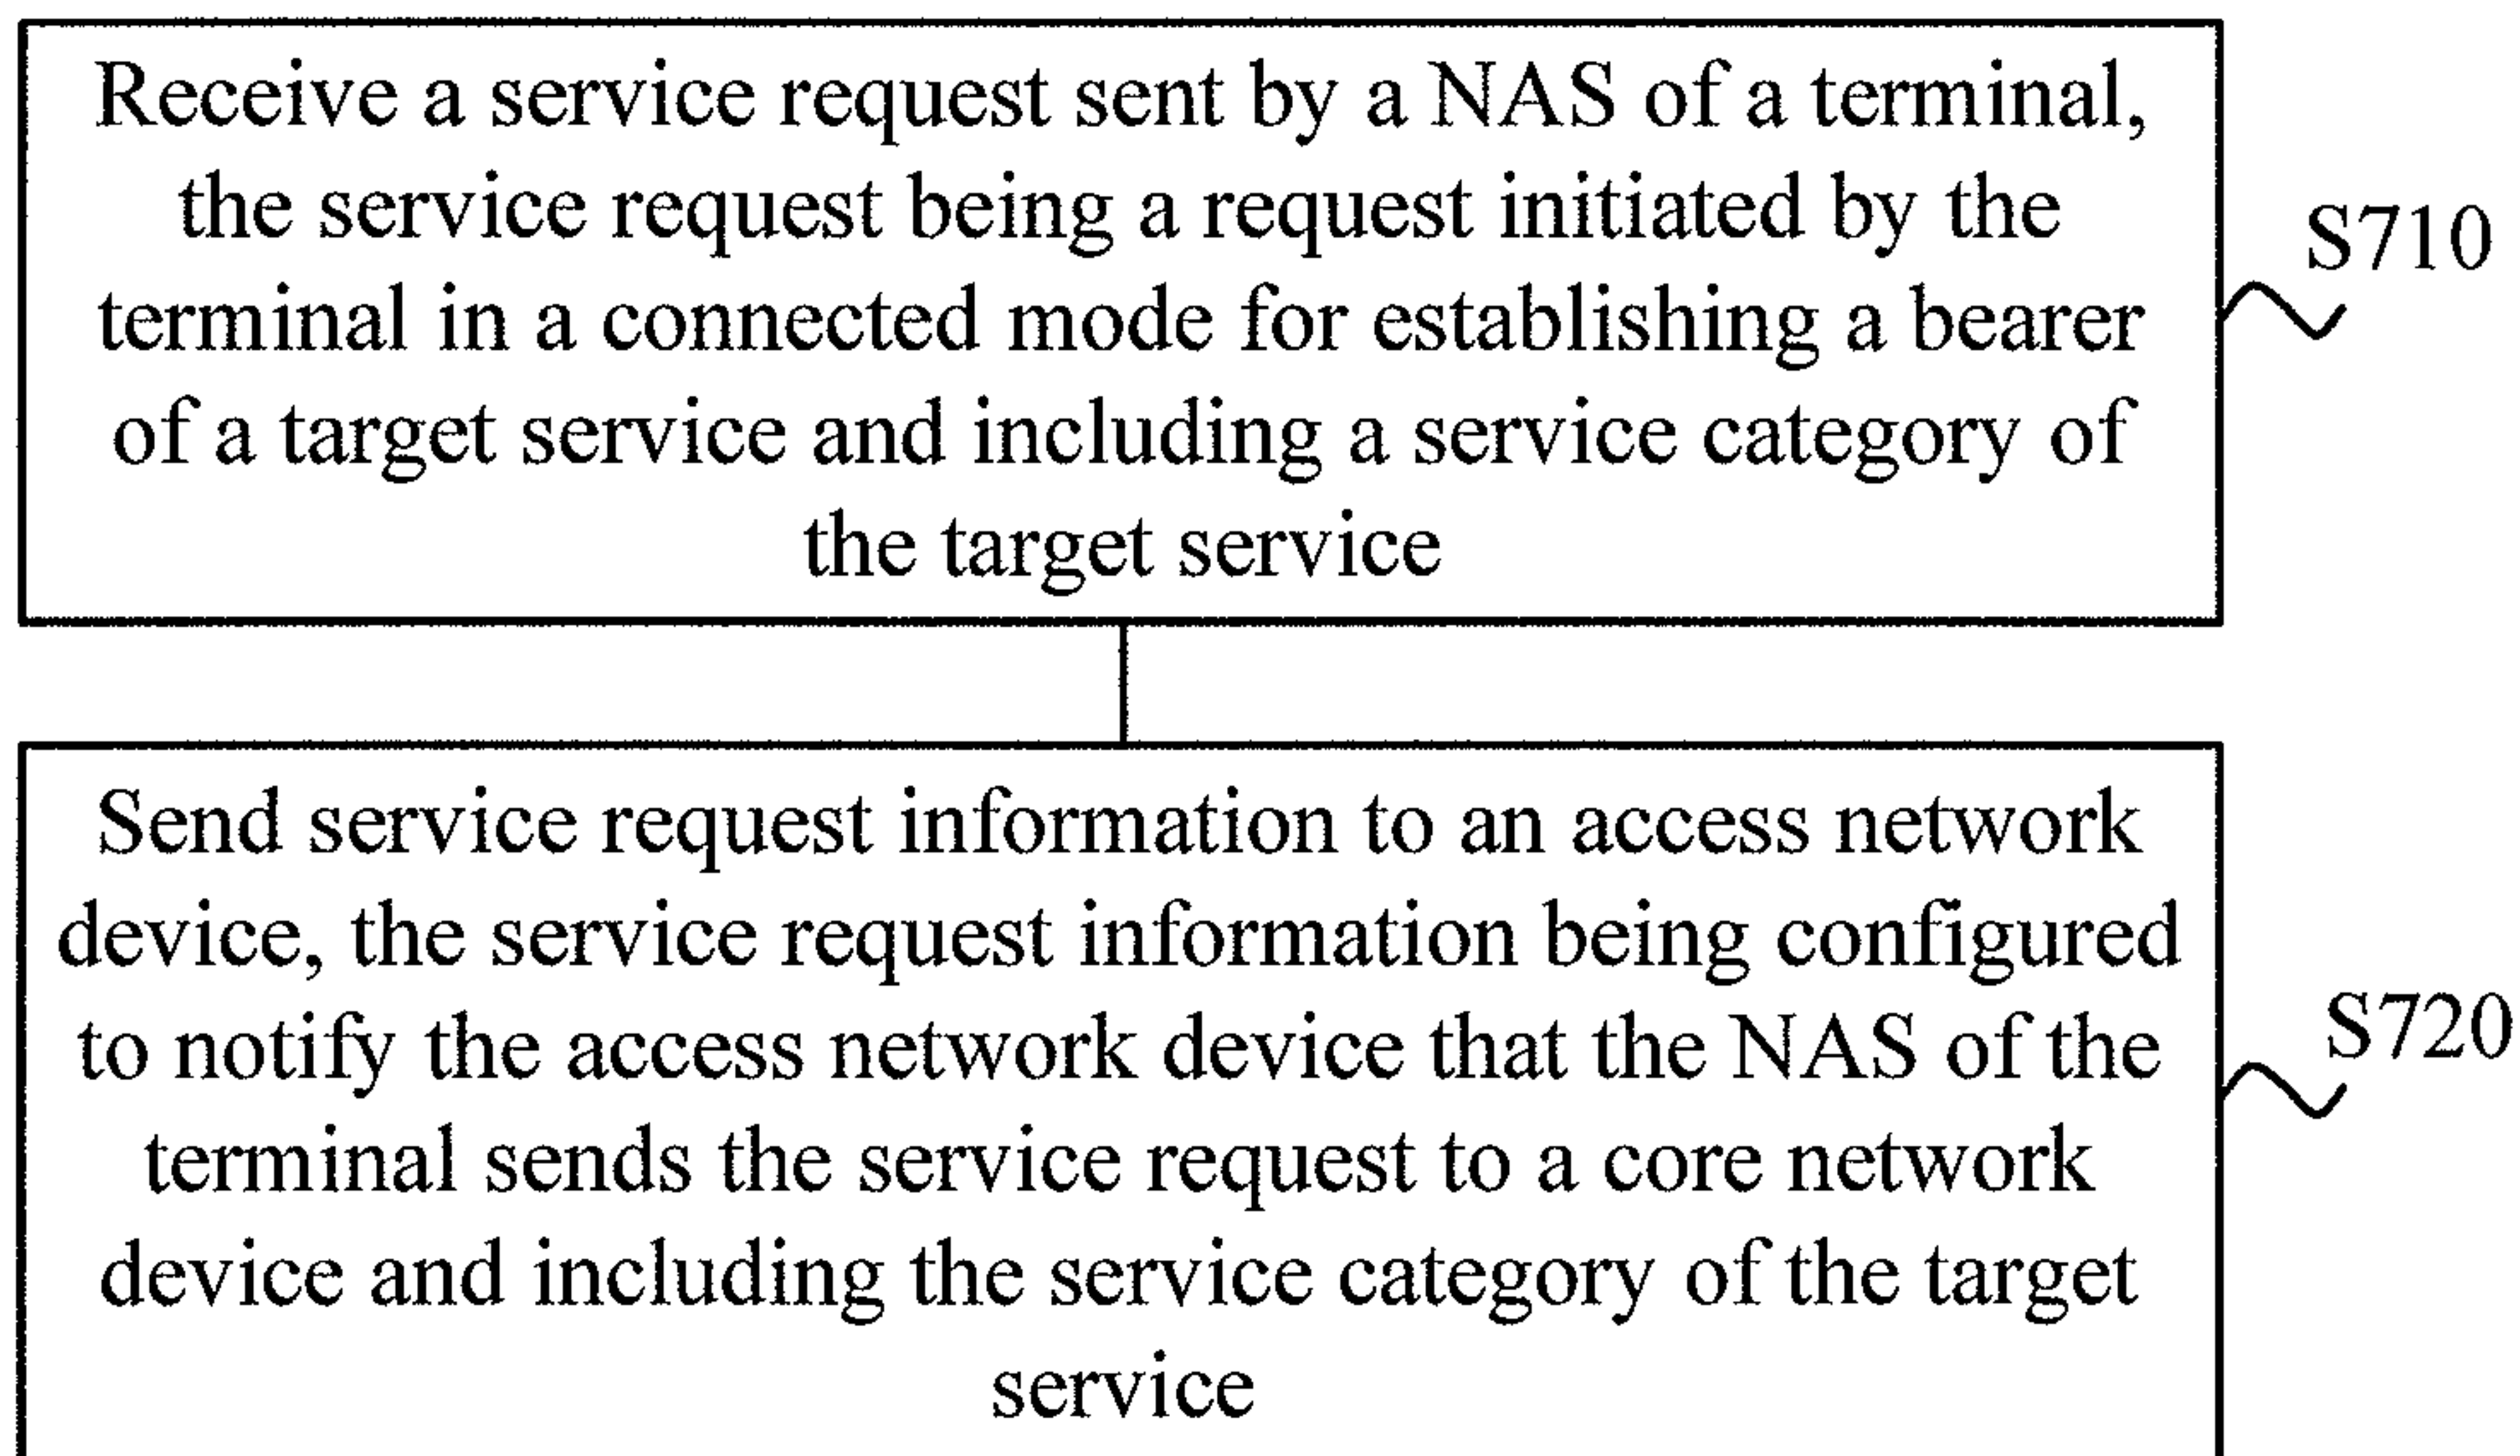 Receive a service request sent by a NAS of a terminal,
the service request being a request initiated by the
terminal in a connected mode for establishing a bearer
of a target service and including a service category of
the target service
S710
Send service request information to an access network
device, the service request information being configured
to notify the access network device that the NAS of the
terminal sends the service request to a core network
device and including the service category of the target
service
S720